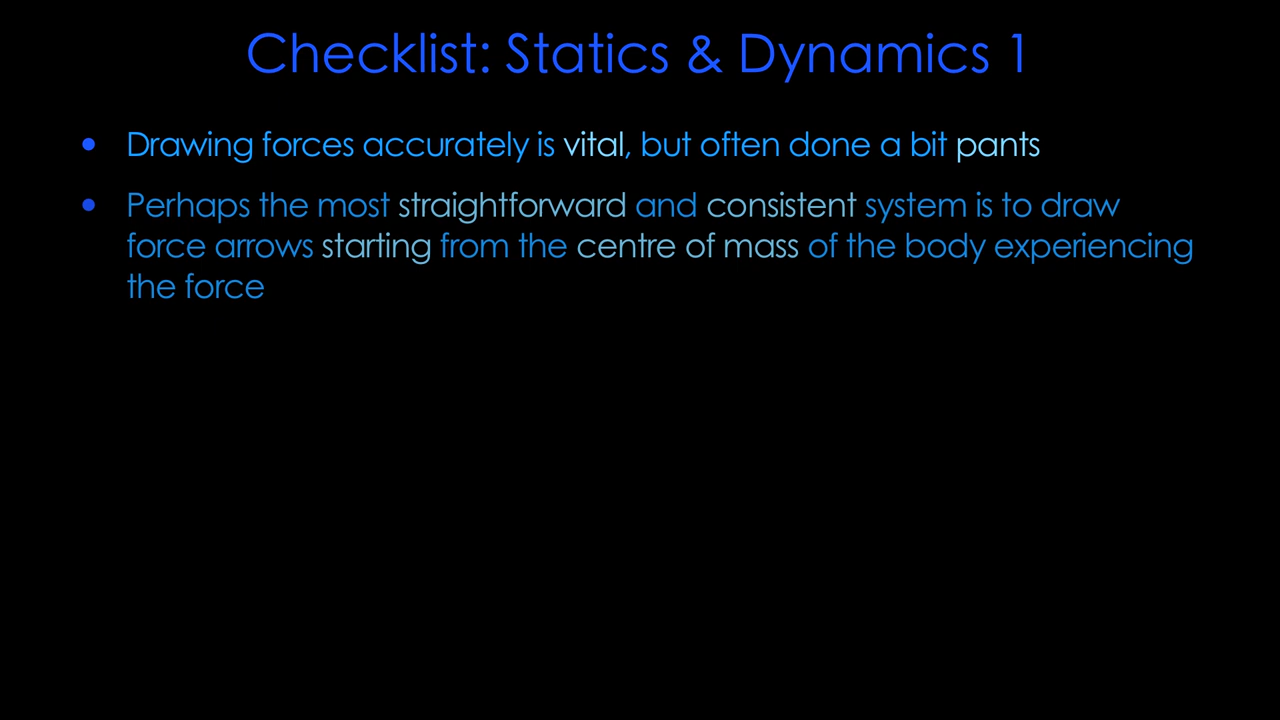 Checklist: Statics & Dynamics 1
• Drawing forces accurately is vital, but often done a bit pants
• Perhaps the most straightforward and consistent system is to draw
force arrows starting from the centre of mass of the body experiencing
the force